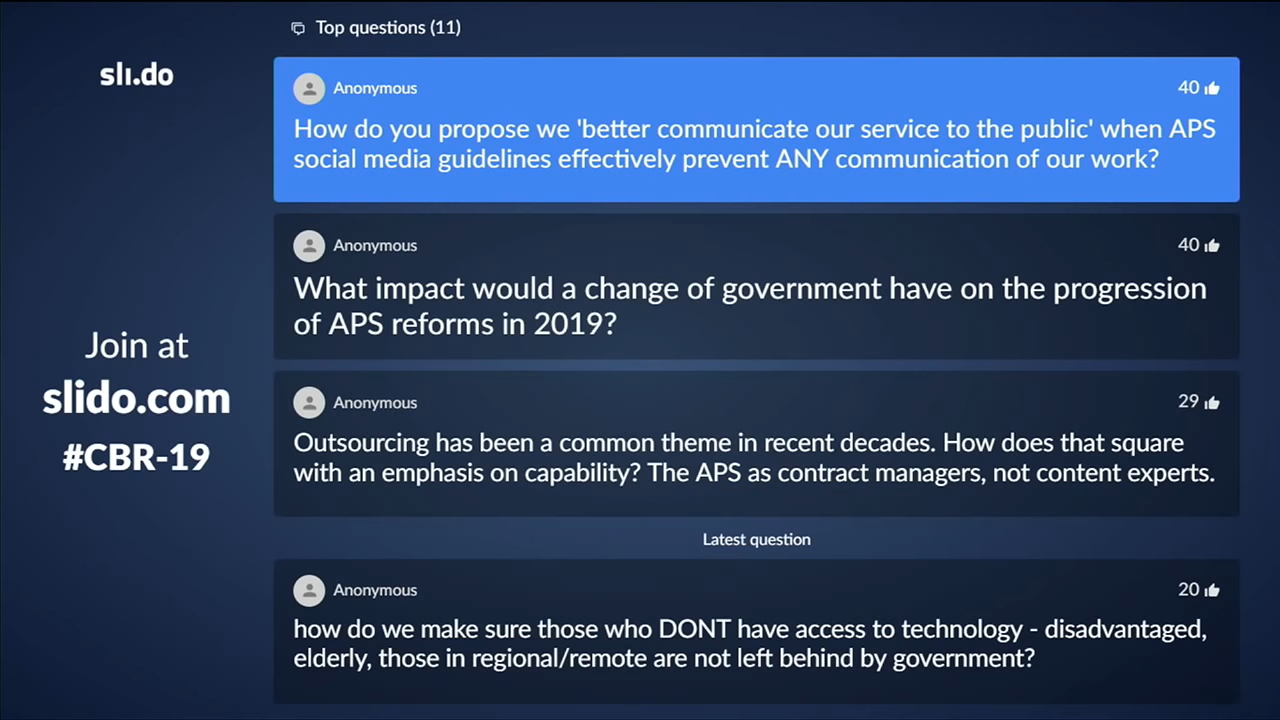 Top questions (11)
sli.do
Anonymous
40
How do you propose we 'better communicate our service to the public' when APS
social media guidelines effectively prevent ANY communication of our work?
Anonymous
40
What impact would a change of government have on the progression
of APS reforms in 2019?
Join at
slido.com
#CBR-19
Anonymous
29
Outsourcing has been a common theme in recent decades. How does that square
with an emphasis on capability? The APS as contract managers, not content experts.
Latest question
Anonymous
20
how do we make sure those who DONT have access to technology - disadvantaged,
elderly, those in regional/remote are not left behind by government?